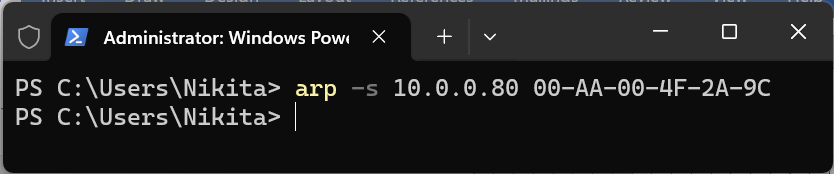 Administrator: Windows Powe
PS C:\Users\Nikita> arp -s 10.0.0.80 00-AA-00-4F-2A-9C
PS C:\Users\Nikita>